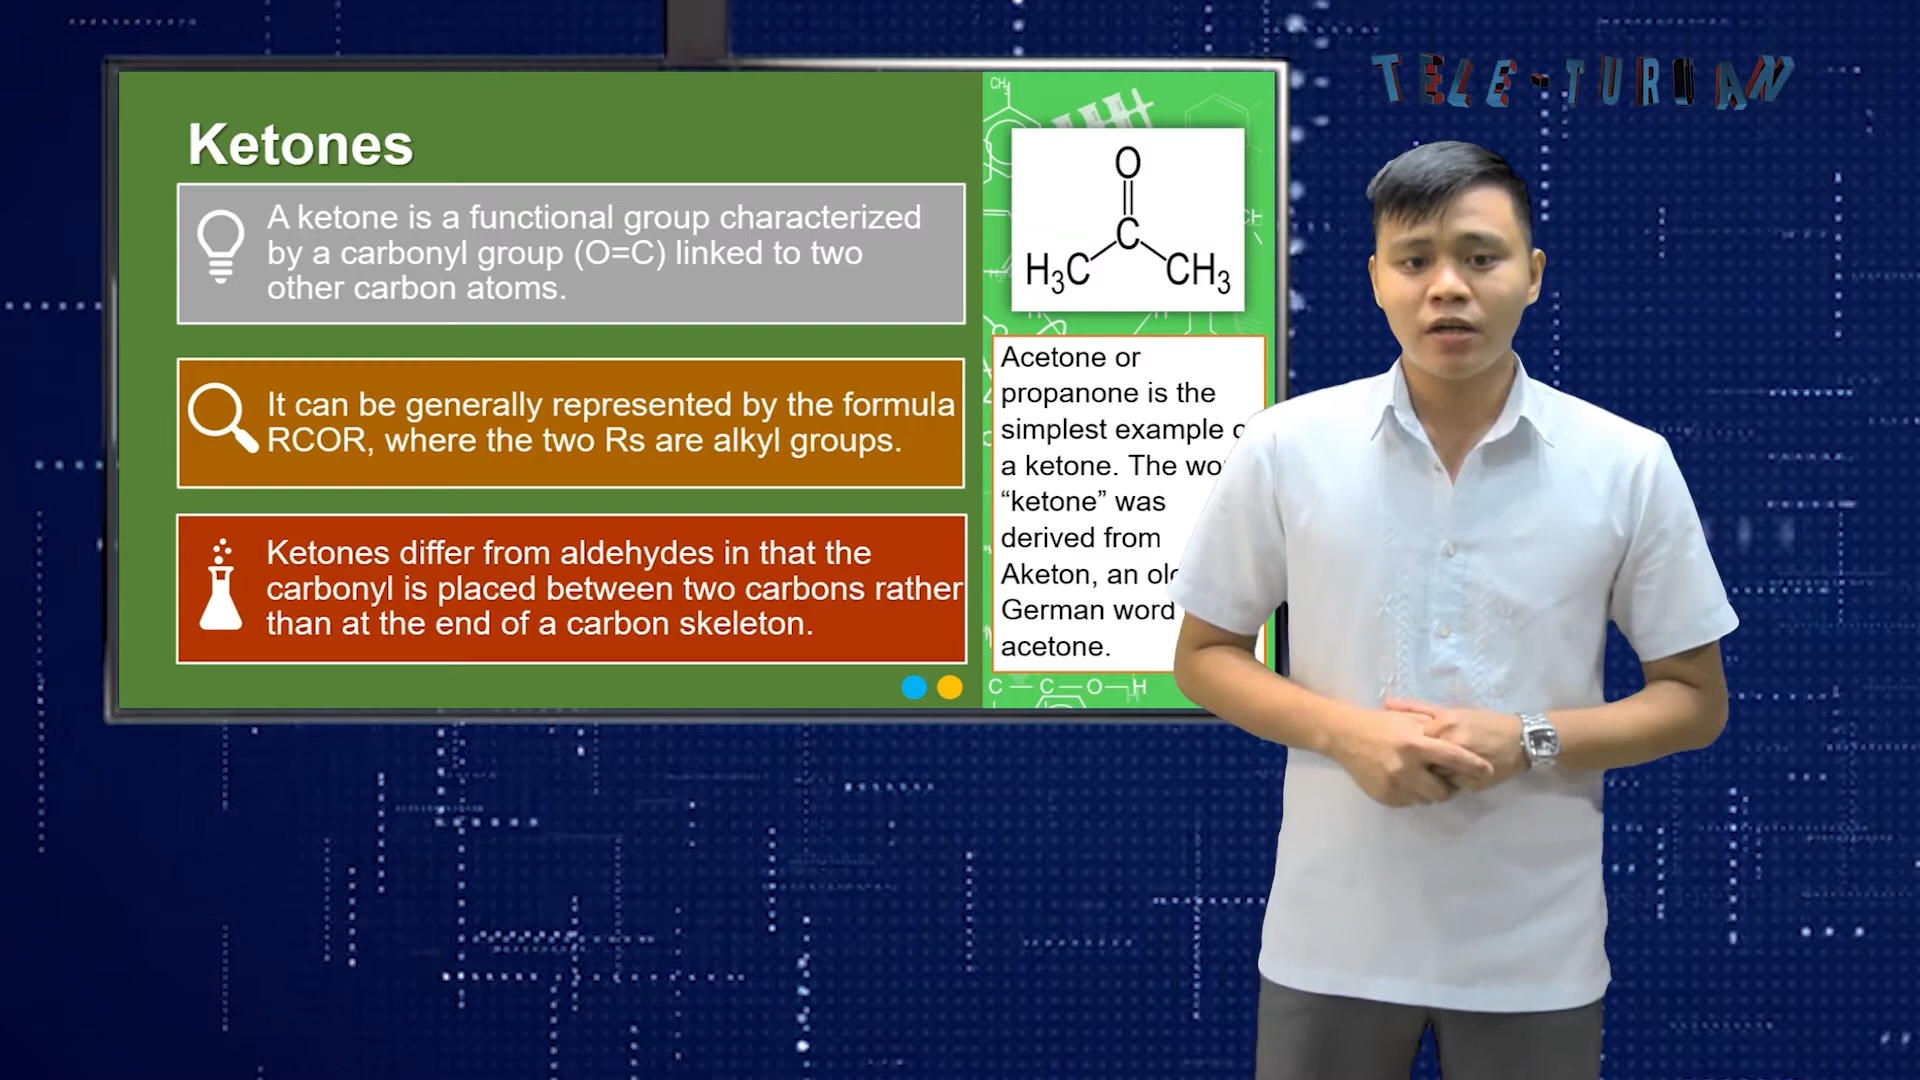 TELE-TURUAN
Ketones
A ketone is a functional group characterized
by a carbonyl group (O=C) linked to two
other carbon atoms.
It can be generally represented by the formula
RCOR, where the two Rs are alkyl groups.
Ketones differ from aldehydes in that the
carbonyl is placed between two carbons rather
than at the end of a carbon skeleton.
CH₃
O
C
H₃C CH₃
Acetone or
propanone is the
simplest example
a ketone. The
“ketone” was
derived from
Aketon, an
German word
acetone.
C — C — O — H